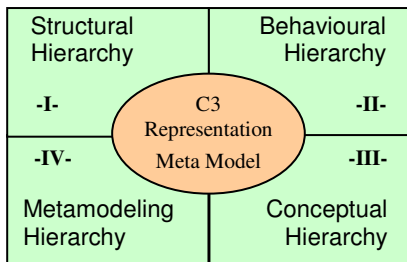 Structural
Hierarchy
-I-
Behavioural
Hierarchy
-II-
C3
Representation
Meta Model
-IV-
Metamodeling
Hierarchy
-III-
Conceptual
Hierarchy